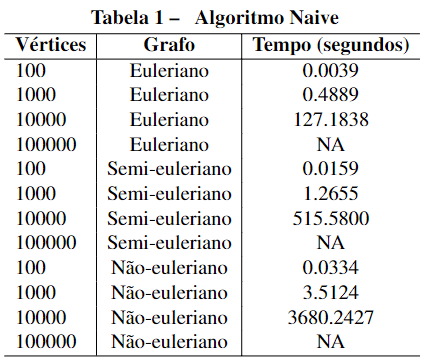 Tabela 1 – Algoritmo Naive
Vértices Grafo Tempo (segundos)
100 Euleriano 0.0039
1000 Euleriano 0.4889
10000 Euleriano 127.1838
100000 Euleriano NA
100 Semi-euleriano 0.0159
1000 Semi-euleriano 1.2655
10000 Semi-euleriano 515.5800
100000 Semi-euleriano NA
100 Não-euleriano 0.0334
1000 Não-euleriano 3.5124
10000 Não-euleriano 3680.2427
100000 Não-euleriano NA